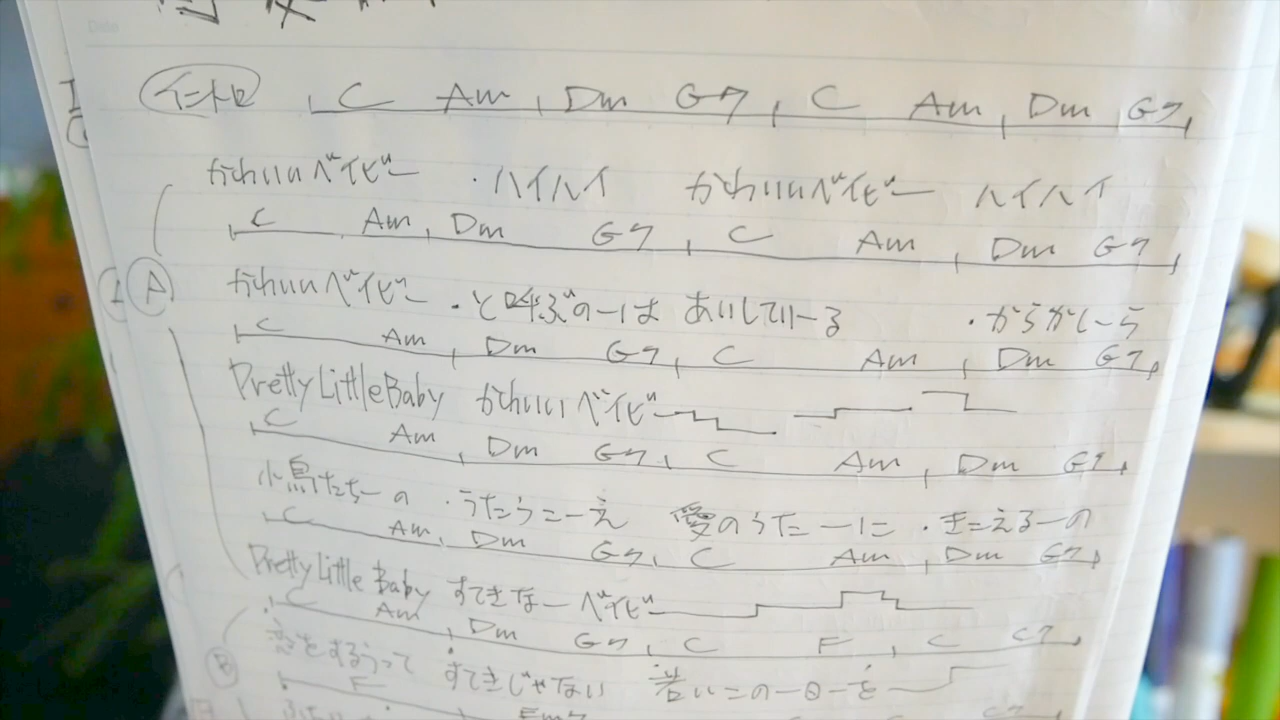 イントロ C Am Dm G7 C Am Dm G7
かわいいベイビー ・ハイハイ かわいいベイビー ハイハイ
C Am Dm G7 C Am Dm G7
A
かわいいベイビー ・と呼ぶのーは あいしていーる ・からかしーら
C Am Dm G7 C Am Dm G7
Pretty Little Baby かわいいベイビー
C Am Dm G7 C Am Dm G7
小鳥たちーの ・うたうこーえ 愛のうたーに ・きこえるーの
C Am Dm G7 C Am Dm G7
Pretty Little Baby すてきなーベイビー
C Am Dm G7 C F C C7
B
恋をするうって すてきじゃない 若いこの一日ーを
F Em7 C7